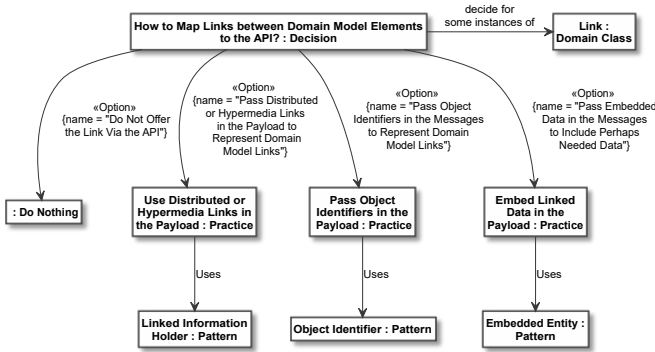 How to Map Links between Domain Model Elements
to the API? : Decision
decide for
some instances of
Link :
Domain Class
«Option»
{name = "Do Not Offer
the Link Via the API"}
«Option»
{name = "Pass Distributed
or Hypermedia Links
in the Payload to
Represent Domain
Model Links"}
«Option»
{name = "Pass Object
Identifiers in the Messages
to Represent Domain
Model Links"}
«Option»
{name = "Pass Embedded
Data in the Messages
to Include Perhaps
Needed Data"}
: Do Nothing
Use Distributed or
Hypermedia Links in
the Payload : Practice
Pass Object
Identifiers in the
Payload : Practice
Embed Linked
Data in the
Payload : Practice
Uses
Uses
Uses
Linked Information
Holder : Pattern
Object Identifier : Pattern
Embedded Entity :
Pattern